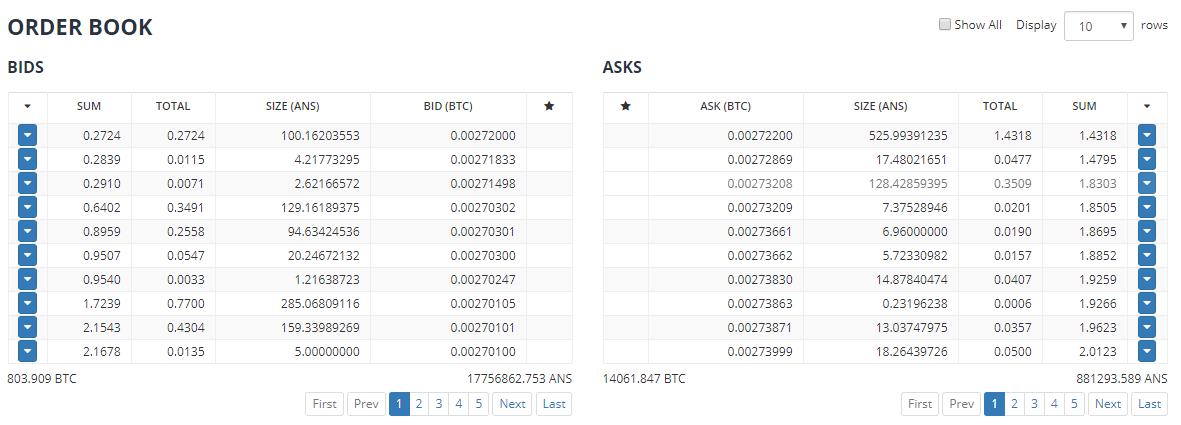 ORDER BOOK
Show All Display 10 rows
BIDS
SUM TOTAL SIZE (ANS) BID (BTC)
0.2724 0.2724 100.16203553 0.00272000
0.2839 0.0115 4.21773295 0.00271833
0.2910 0.0071 2.62166572 0.00271498
0.6402 0.3491 129.16189375 0.00270302
0.8959 0.2558 94.63424536 0.00270301
0.9507 0.0547 20.24672132 0.00270300
0.9540 0.0033 1.21638723 0.00270247
1.7239 0.7700 285.06809116 0.00270105
2.1543 0.4304 159.33989269 0.00270101
2.1678 0.0135 5.00000000 0.00270100
803.909 BTC 17756862.753 ANS
First Prev 1 2 3 4 5 Next Last
ASKS
ASK (BTC) SIZE (ANS) TOTAL SUM
0.00272200 525.99391235 1.4318 1.4318
0.00272869 17.48021651 0.0477 1.4795
0.00273208 128.42859395 0.3509 1.8303
0.00273209 7.37528946 0.0201 1.8505
0.00273661 6.96000000 0.0190 1.8695
0.00273662 5.72330982 0.0157 1.8852
0.00273830 14.87840474 0.0407 1.9259
0.00273863 0.23196238 0.0006 1.9266
0.00273871 13.03747975 0.0357 1.9623
0.00273999 18.26439726 0.0500 2.0123
14061.847 BTC 881293.589 ANS
First Prev 1 2 3 4 5 Next Last